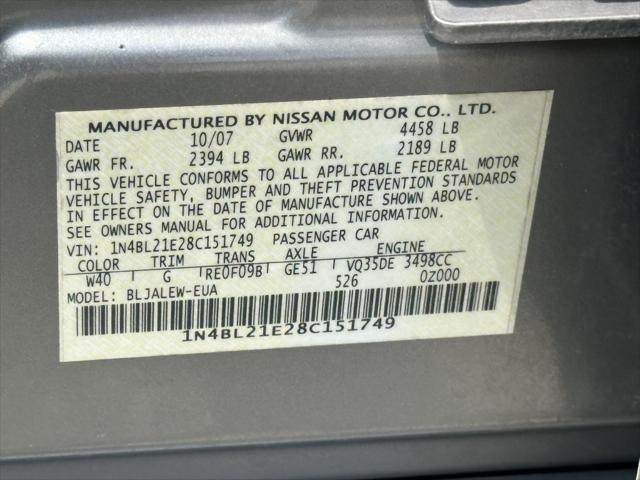 MANUFACTURED BY NISSAN MOTOR CO., LTD.
DATE 10/07 GVWR 4458 LB
GAWR FR. 2394 LB GAWR RR. 2189 LB
THIS VEHICLE CONFORMS TO ALL APPLICABLE FEDERAL MOTOR
VEHICLE SAFETY, BUMPER AND THEFT PREVENTION STANDARDS
IN EFFECT ON THE DATE OF MANUFACTURE SHOWN ABOVE.
SEE OWNERS MANUAL FOR ADDITIONAL INFORMATION.
VIN: 1N4BL21E28C151749 PASSENGER CAR
COLOR TRIM TRANS AXLE ENGINE
W40 G RE0F09B GE51 VQ35DE 3498CC
MODEL: BLJALEW-EUA 526 0Z000
1N4BL21E28C151749